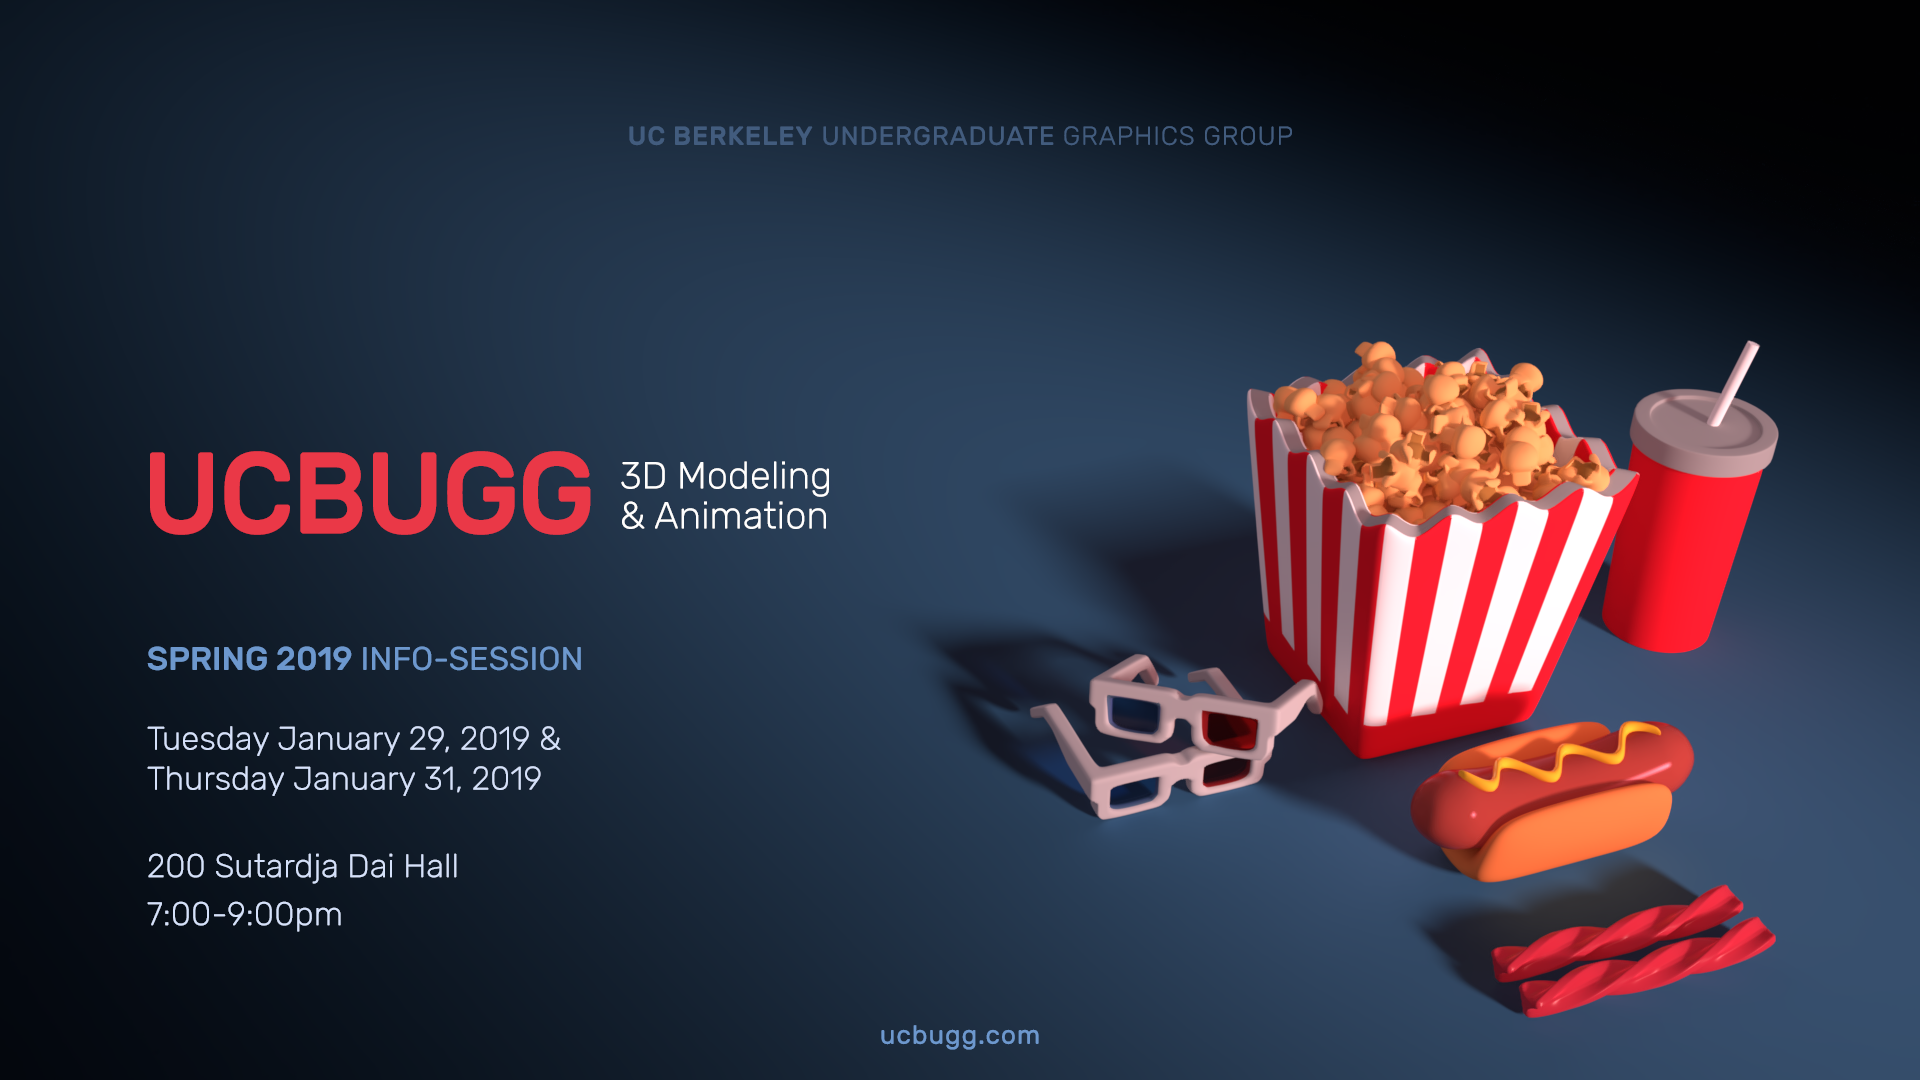 UC BERKELEY UNDERGRADUATE GRAPHICS GROUP
UCBUGG
3D Modeling
& Animation
SPRING 2019 INFO-SESSION
Tuesday January 29, 2019 &
Thursday January 31, 2019
200 Sutardja Dai Hall
7:00-9:00pm
ucbugg.com